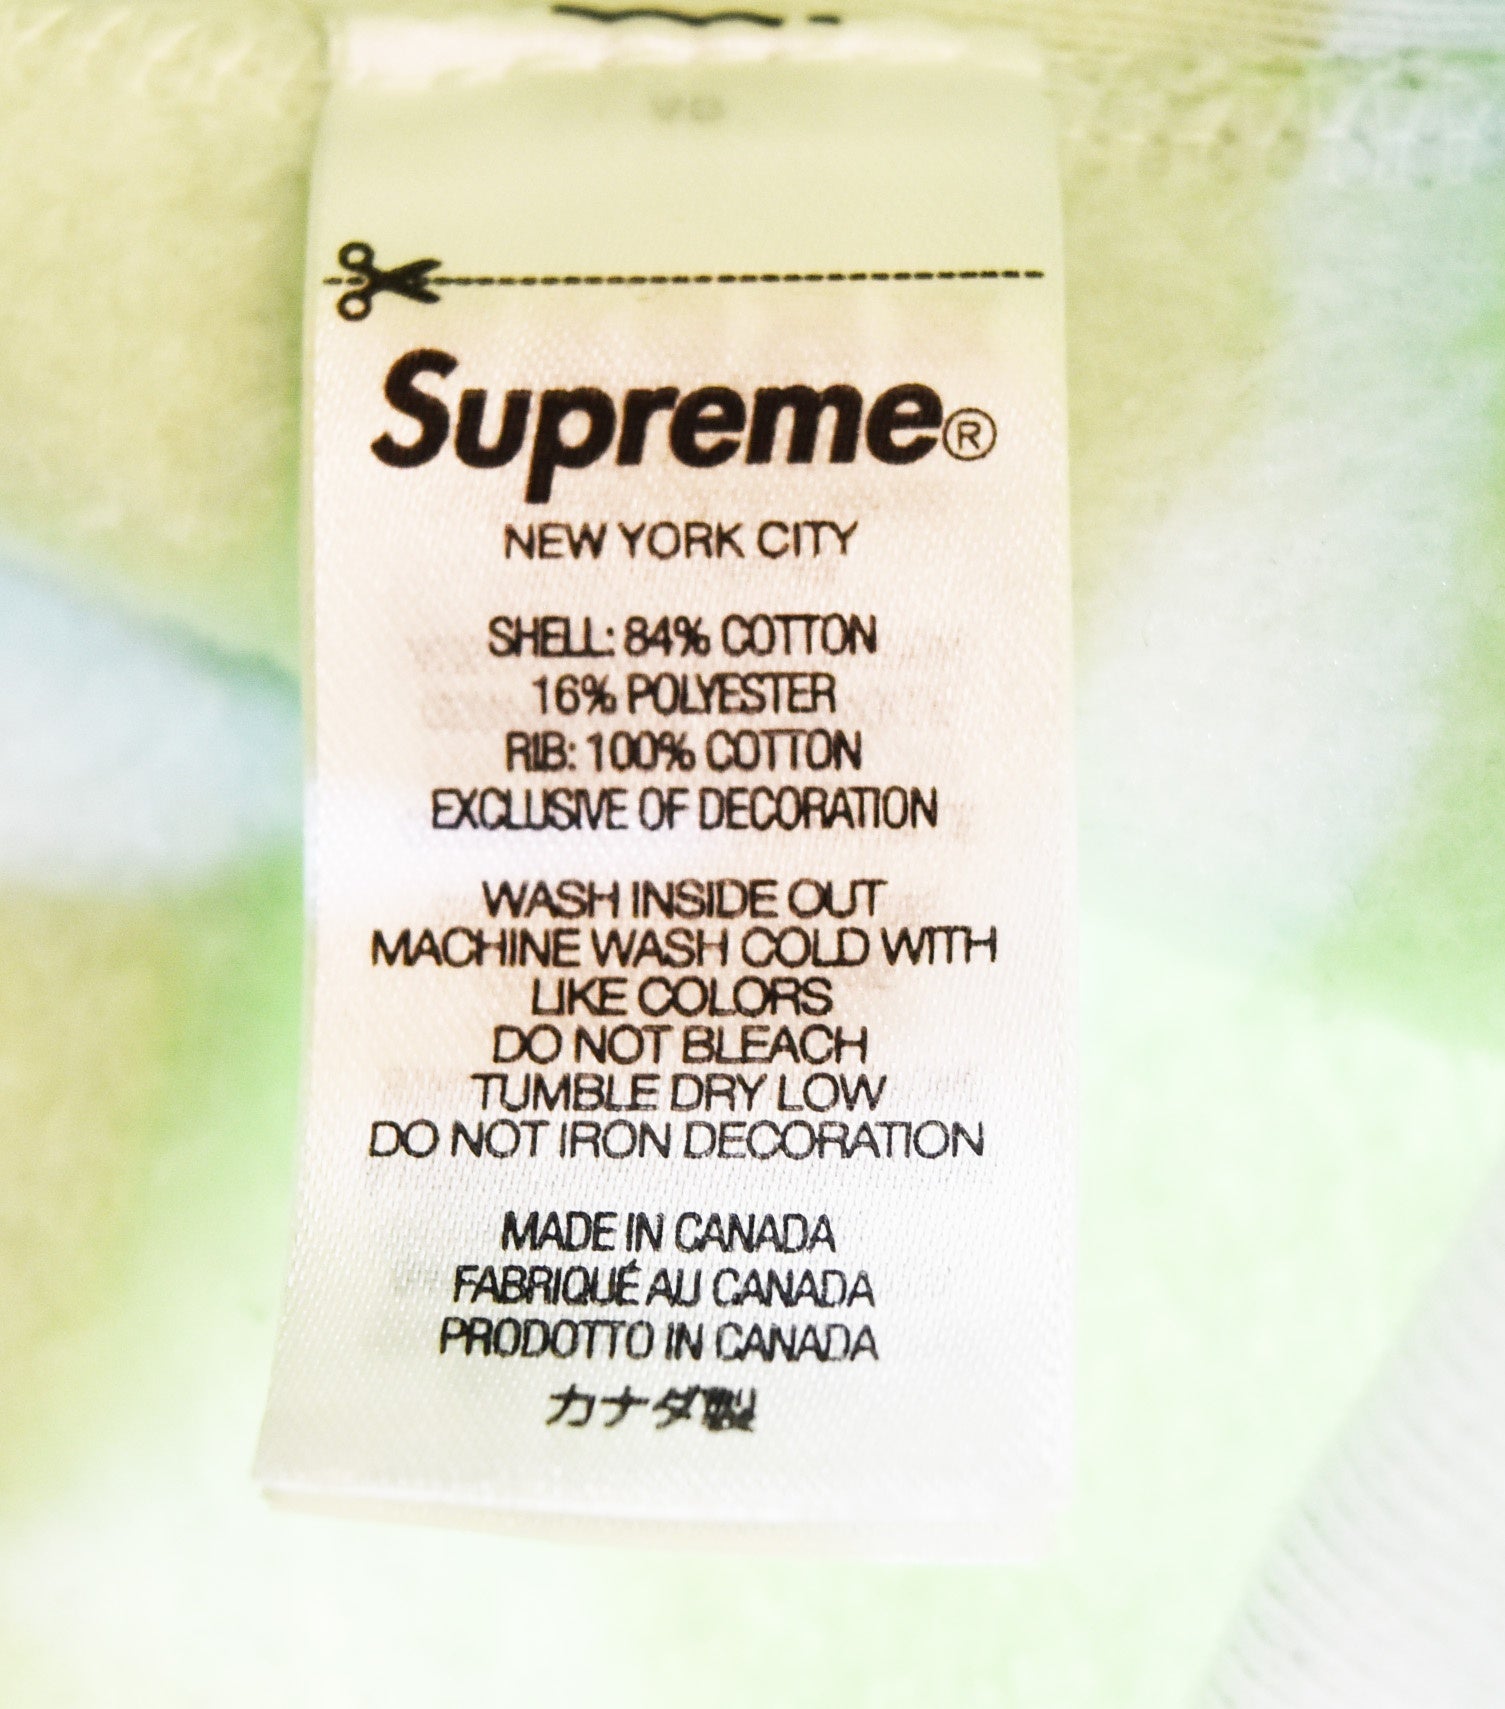 Supreme®
NEW YORK CITY
SHELL: 84% COTTON
16% POLYESTER
RIB: 100% COTTON
EXCLUSIVE OF DECORATION
WASH INSIDE OUT
MACHINE WASH COLD WITH
LIKE COLORS
DO NOT BLEACH
TUMBLE DRY LOW
DO NOT IRON DECORATION
MADE IN CANADA
FABRIQUÉ AU CANADA
PRODOTTO IN CANADA
カナダ製